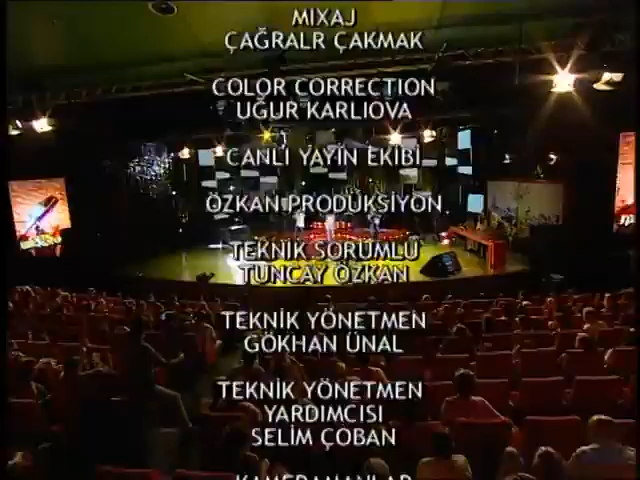 MIXAJ
ÇAĞRALR ÇAKMAK
COLOR CORRECTION
UĞUR KARLIOVA
CANLI YAYIN EKİBİ
ÖZKAN PRODÜKSİYON
TEKNİK SORUMLU
TUNCAY ÖZKAN
TEKNİK YÖNETMEN
GÖKHAN ÜNAL
TEKNİK YÖNETMEN
YARDIMCISI
SELİM ÇOBAN
KAMERAMANLAR